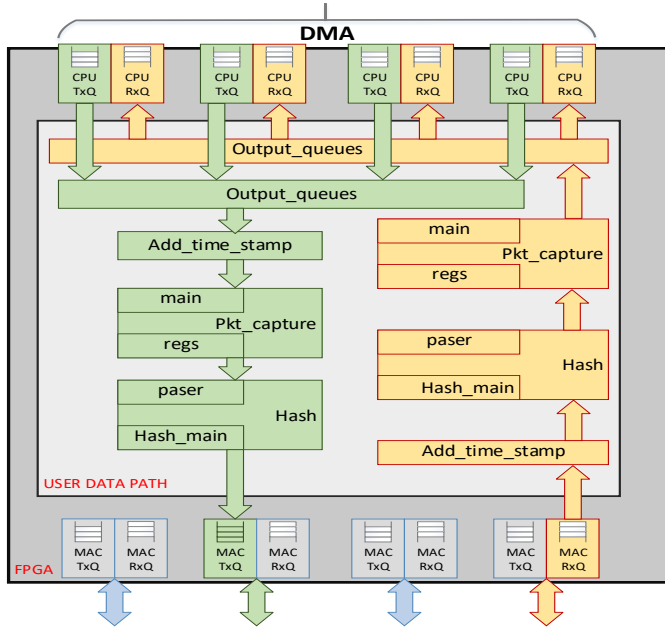 DMA
CPU
TxQ
CPU
RxQ
CPU
TxQ
CPU
RxQ
CPU
TxQ
CPU
RxQ
CPU
TxQ
CPU
RxQ
Output_queues
Output_queues
Add_time_stamp
main
Pkt_capture
regs
paser
Hash
Hash_main
main
Pkt_capture
regs
paser
Hash
Hash_main
Add_time_stamp
USER DATA PATH
MAC
TxQ
MAC
RxQ
MAC
TxQ
MAC
RxQ
MAC
TxQ
MAC
RxQ
MAC
TxQ
MAC
RxQ
FPGA